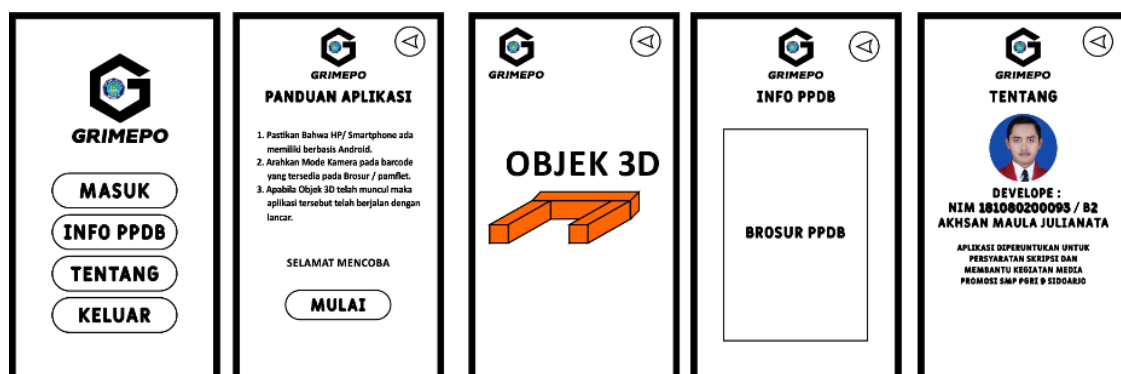 GRIMEPO
MASUK
INFO PPDB
TENTANG
KELUAR
GRIMEPO
PANDUAN APLIKASI
1. Pastikan Bahwa HP/ Smartphone ada
memiliki berbasis Android.
2. Arahkan Mode Kamera pada barcode
yang tersedia pada Brosur / pamflet.
3. Apabila Objek 3D telah muncul maka
aplikasi tersebut telah berjalan dengan
lancar.
SELAMAT MENCOBA
MULAI
GRIMEPO
OBJEK 3D
GRIMEPO
INFO PPDB
BROSUR PPDB
GRIMEPO
TENTANG
DEVELOPE :
NIM 181080200093 / B2
AKHSAN MAULA JULIANATA
APLIKASI DIPERUNTUKAN UNTUK
PERSYARATAN SKRIPSI DAN
MEMBANTU KEGIATAN MEDIA
PROMOSI SMP PGRI 9 SIDOARJO